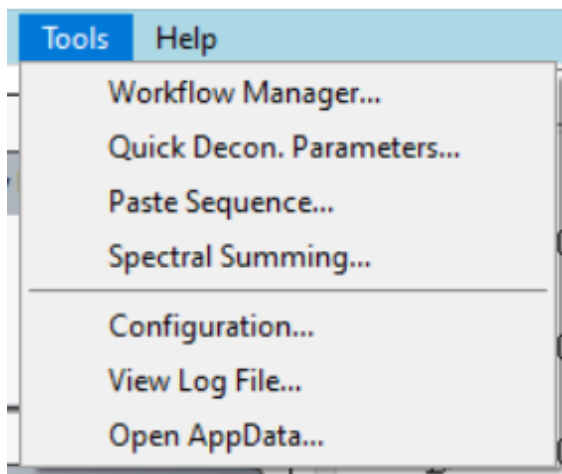 Tools Help
Workflow Manager...
Quick Decon. Parameters...
Paste Sequence...
Spectral Summing...
Configuration...
View Log File...
Open AppData...